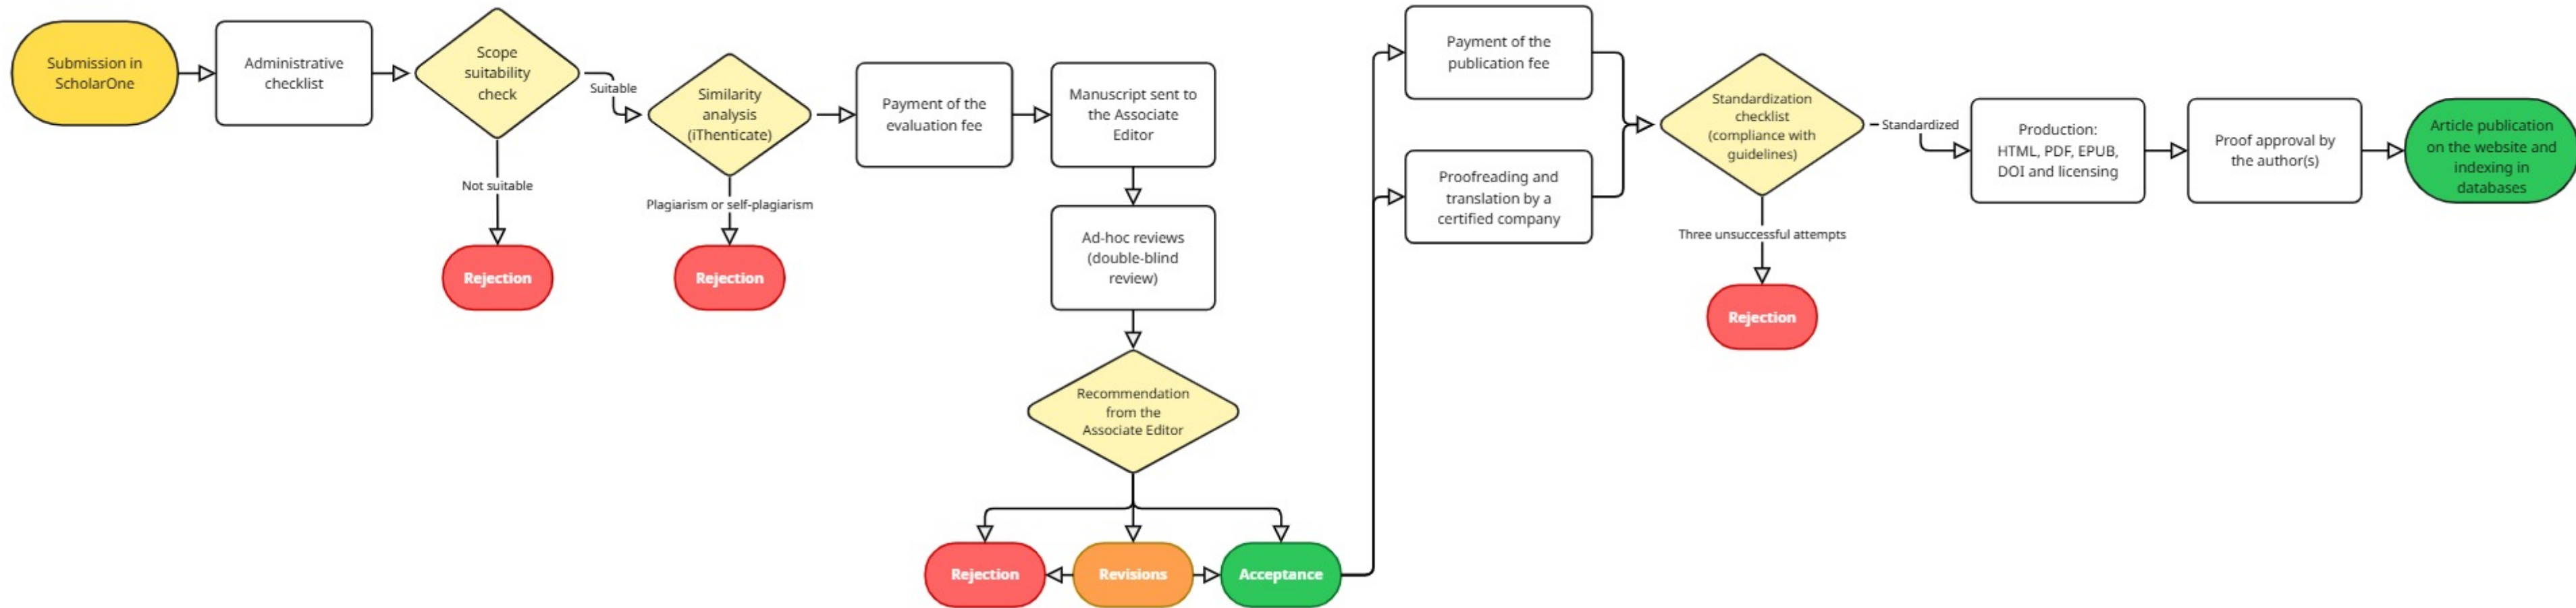 Submission in
ScholarOne
Administrative
checklist
Scope
suitability
check
Suitable
Not suitable
Rejection
Similarity
analysis
(iThenticate)
Plagiarism or self-plagiarism
Rejection
Payment of the
evaluation fee
Manuscript sent to
the Associate
Editor
Ad-hoc reviews
(double-blind
review)
Recommendation
from the
Associate Editor
Rejection
Revisions
Acceptance
Payment of the
publication fee
Proofreading and
translation by a
certified company
Standardization
checklist
(compliance with
guidelines)
Standardized
Three unsuccessful attempts
Rejection
Production:
HTML, PDF, EPUB,
DOI and licensing
Proof approval by
the author(s)
Article publication
on the website and
indexing in
databases